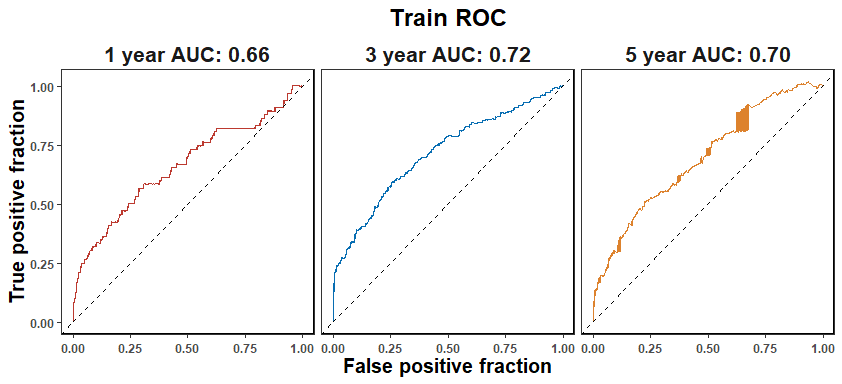 Train ROC
1 year AUC: 0.66
3 year AUC: 0.72
5 year AUC: 0.70
True positive fraction
1.00
0.75
0.50
0.25
0.00
0.00 0.25 0.50 0.75 1.00
0.00 0.25 0.50 0.75 1.00
0.00 0.25 0.50 0.75 1.00
False positive fraction